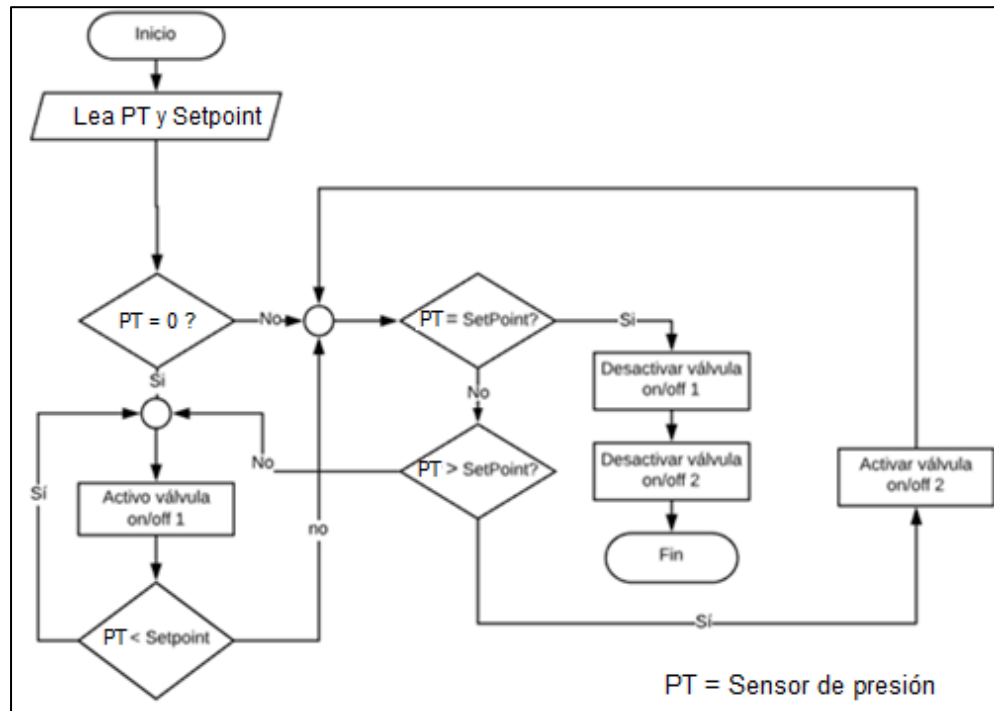 Inicio
Lea PT y Setpoint
PT = 0 ?
No
PT = SetPoint?
Si
Si
Desactivar válvula
on/off 1
No
PT > SetPoint?
No
Desactivar válvula
on/off 2
Activar válvula
on/off 2
Sí
Activo válvula
on/off 1
no
Fin
PT < Setpoint
Sí
PT = Sensor de presión